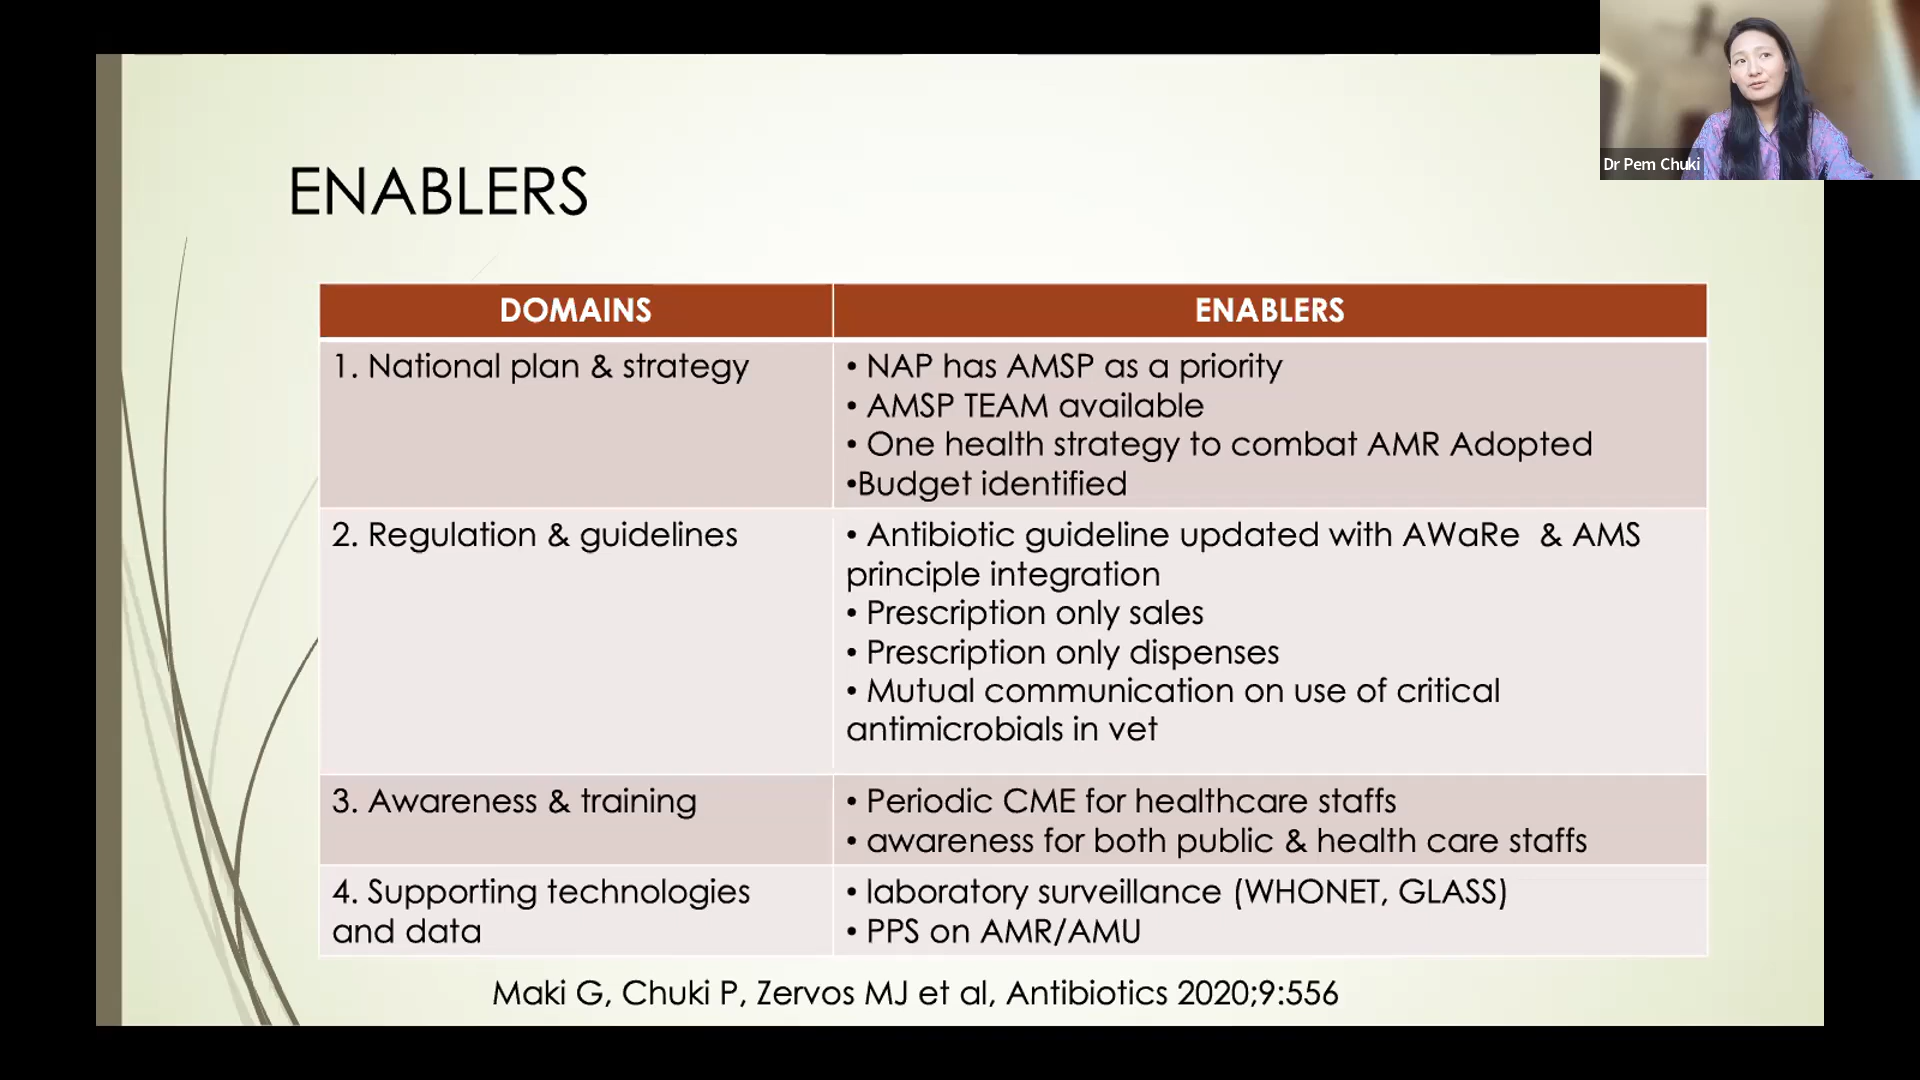 Dr Pem Chuki
ENABLERS
DOMAINS
ENABLERS
1. National plan & strategy
• NAP has AMSP as a priority
• AMSP TEAM available
• One health strategy to combat AMR Adopted
•Budget identified
2. Regulation & guidelines
• Antibiotic guideline updated with AWaRe & AMS
principle integration
• Prescription only sales
• Prescription only dispenses
• Mutual communication on use of critical
antimicrobials in vet
3. Awareness & training
• Periodic CME for healthcare staffs
• awareness for both public & health care staffs
4. Supporting technologies
and data
• laboratory surveillance (WHONET, GLASS)
• PPS on AMR/AMU
Maki G, Chuki P, Zervos MJ et al, Antibiotics 2020;9:556